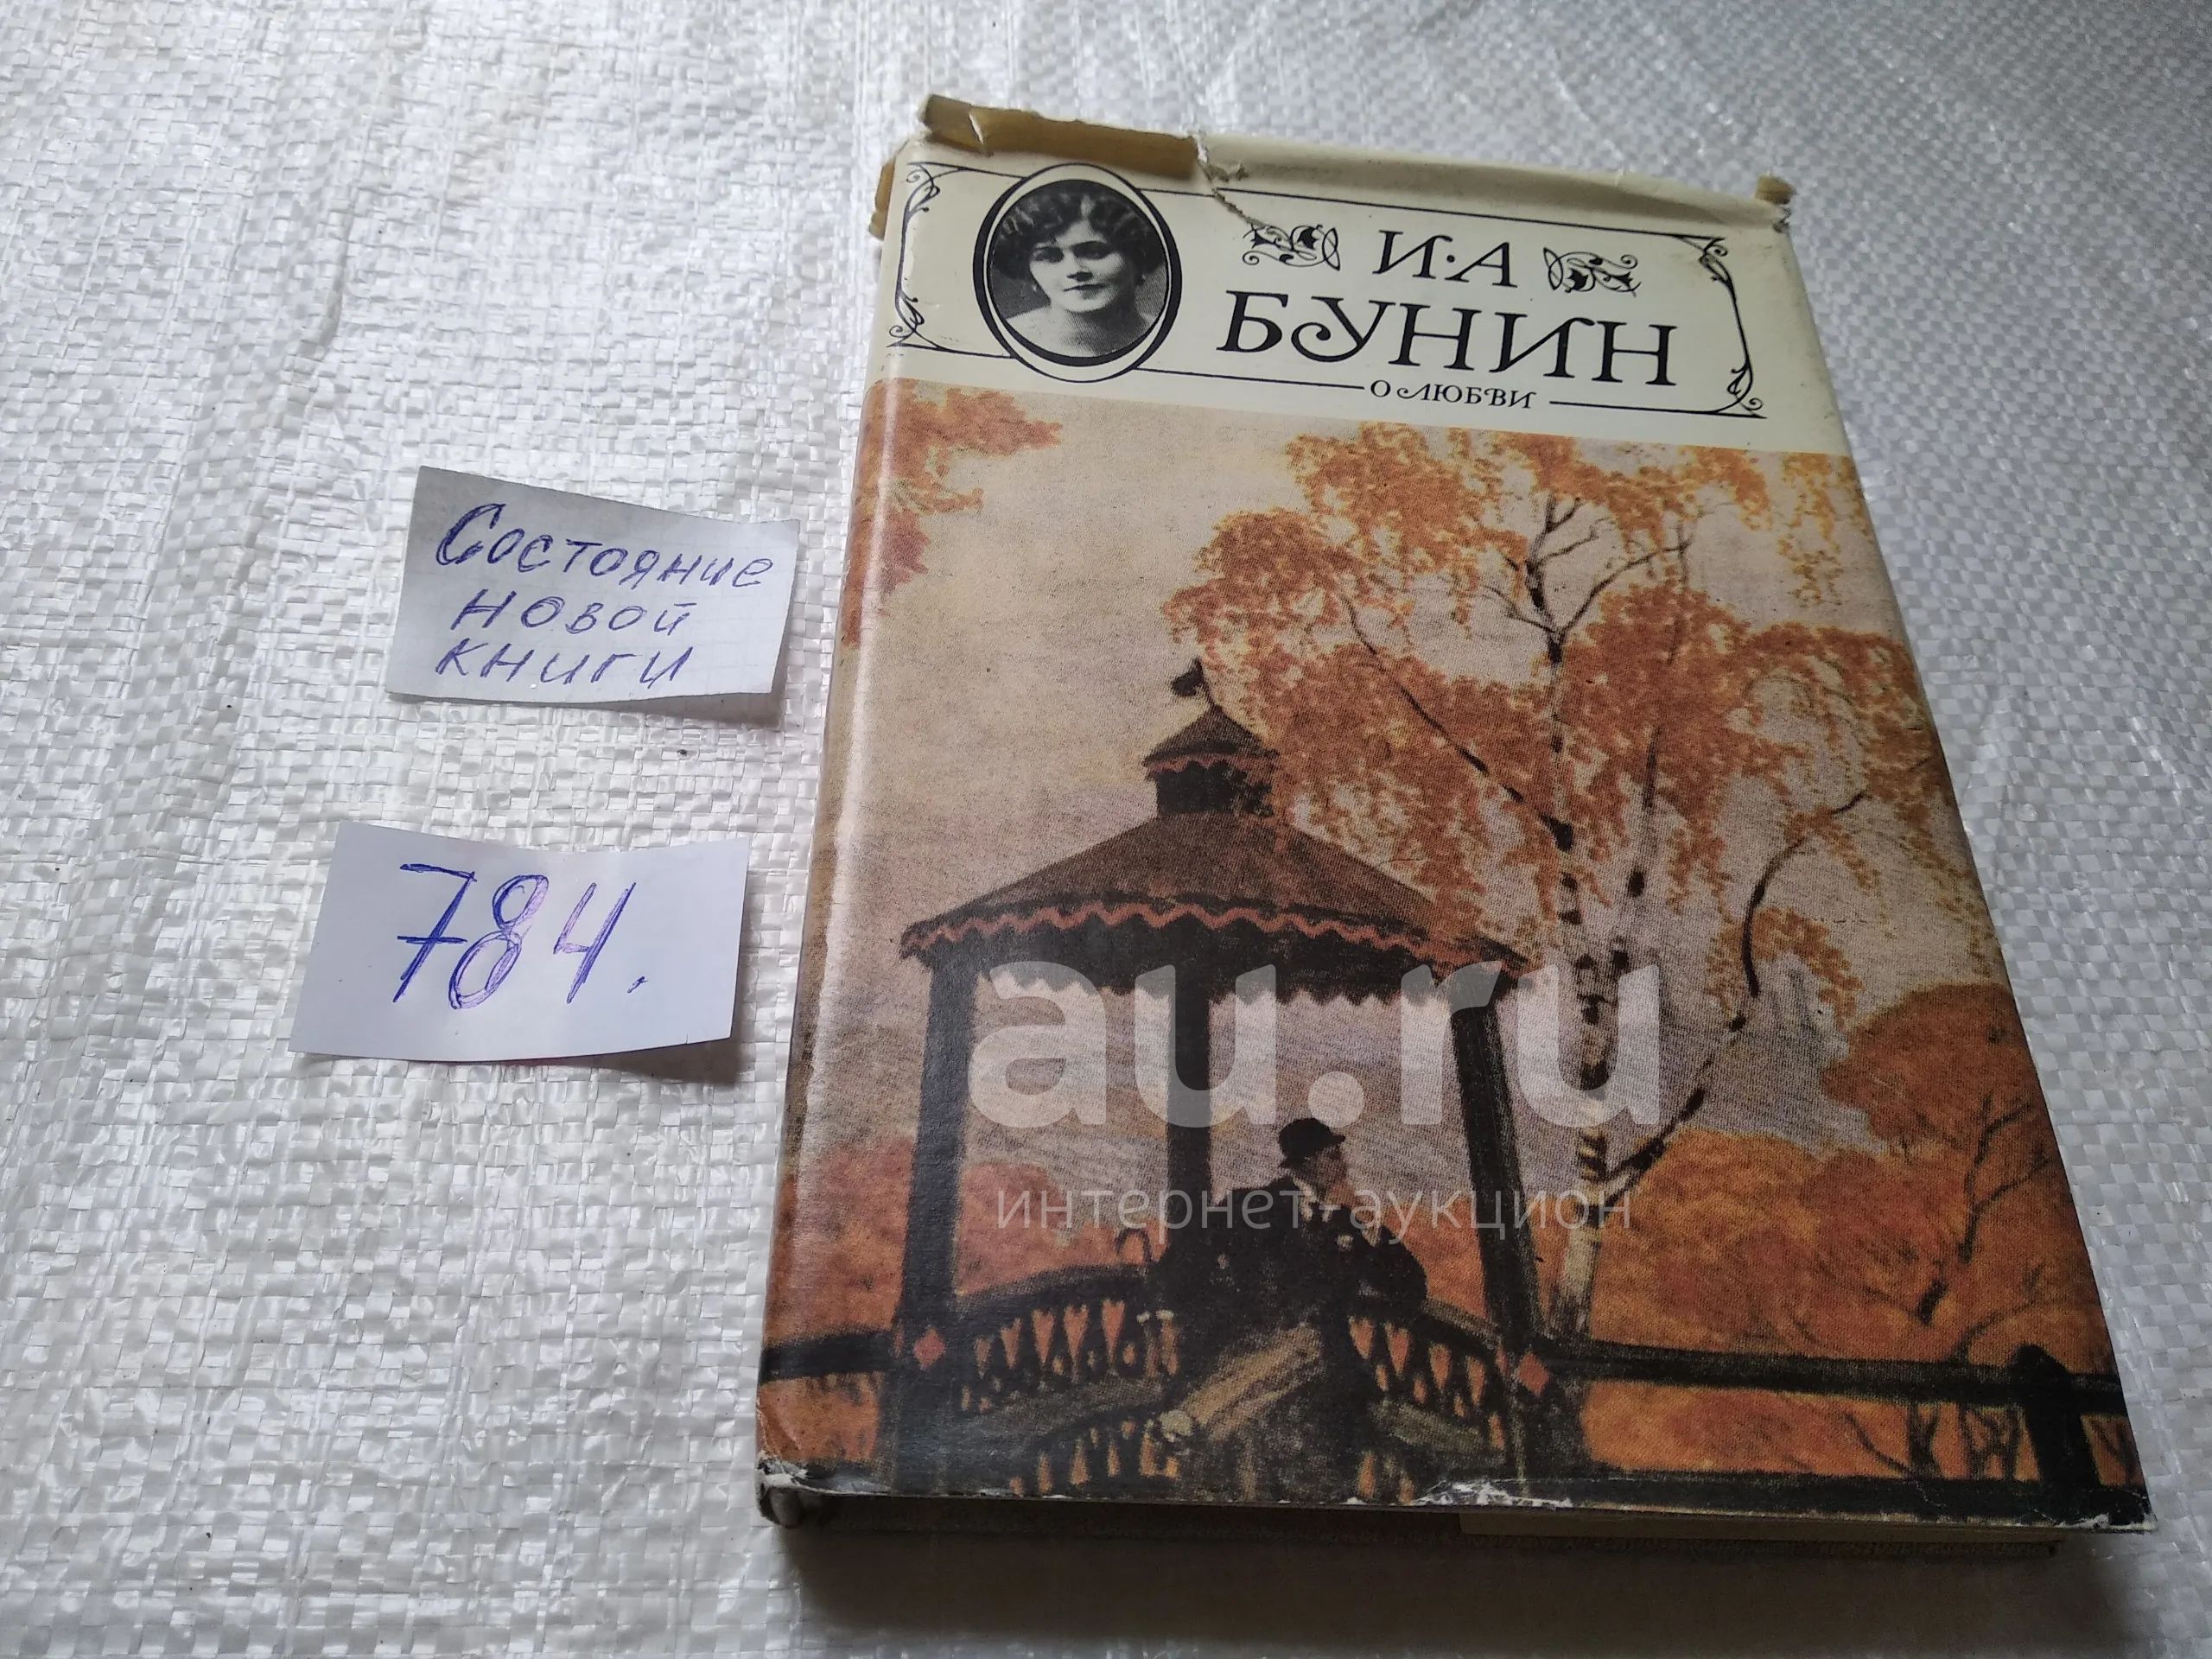 И·А
БУНИН
О ЛЮБВИ
Состояние
новой
книги
784.
au.ru
интернет-аукцион